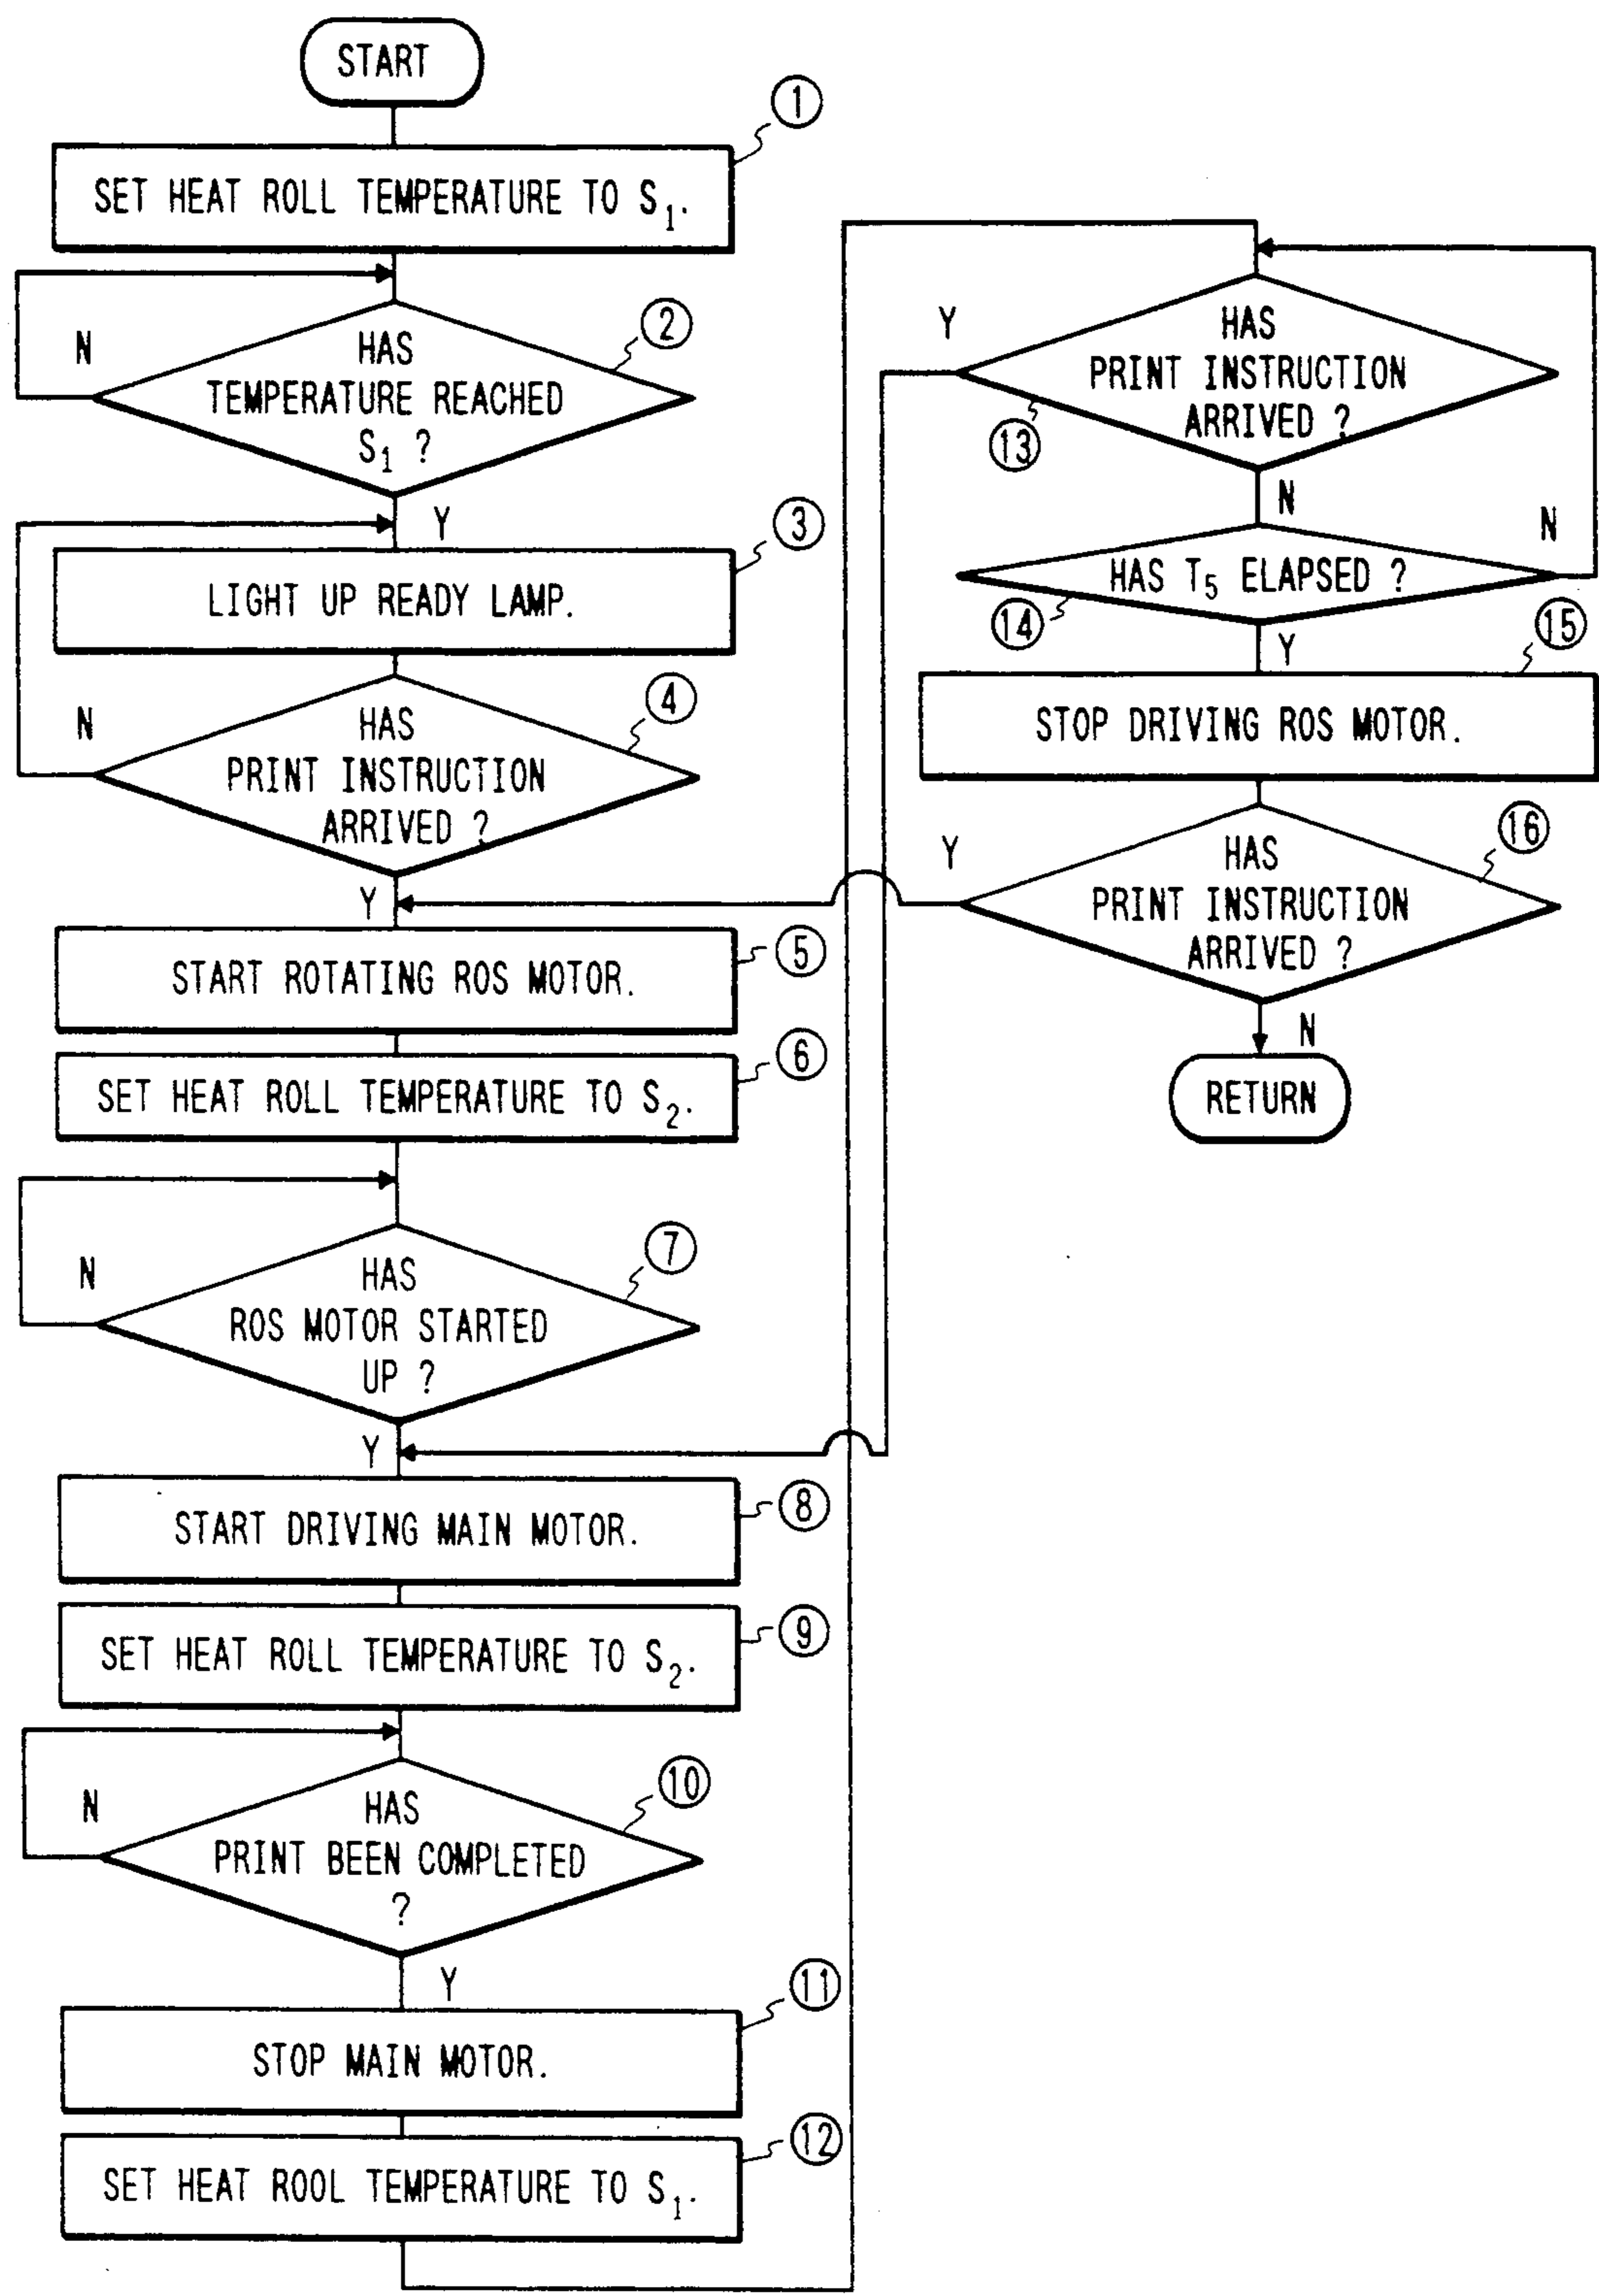 START
①
SET HEAT ROLL TEMPERATURE TO S₁.
②
N
HAS
TEMPERATURE REACHED
S₁ ?
Y
③
LIGHT UP READY LAMP.
④
N
HAS
PRINT INSTRUCTION
ARRIVED ?
Y
⑤
START ROTATING ROS MOTOR.
⑥
SET HEAT ROLL TEMPERATURE TO S₂.
⑦
N
HAS
ROS MOTOR STARTED
UP ?
Y
⑧
START DRIVING MAIN MOTOR.
⑨
SET HEAT ROLL TEMPERATURE TO S₂.
⑩
N
HAS
PRINT BEEN COMPLETED
?
Y
⑪
STOP MAIN MOTOR.
⑫
SET HEAT ROOL TEMPERATURE TO S₁.
Y
HAS
PRINT INSTRUCTION
ARRIVED ?
⑬
N
N
HAS T₅ ELAPSED ?
⑭
Y
⑮
STOP DRIVING ROS MOTOR.
⑯
Y
HAS
PRINT INSTRUCTION
ARRIVED ?
N
RETURN